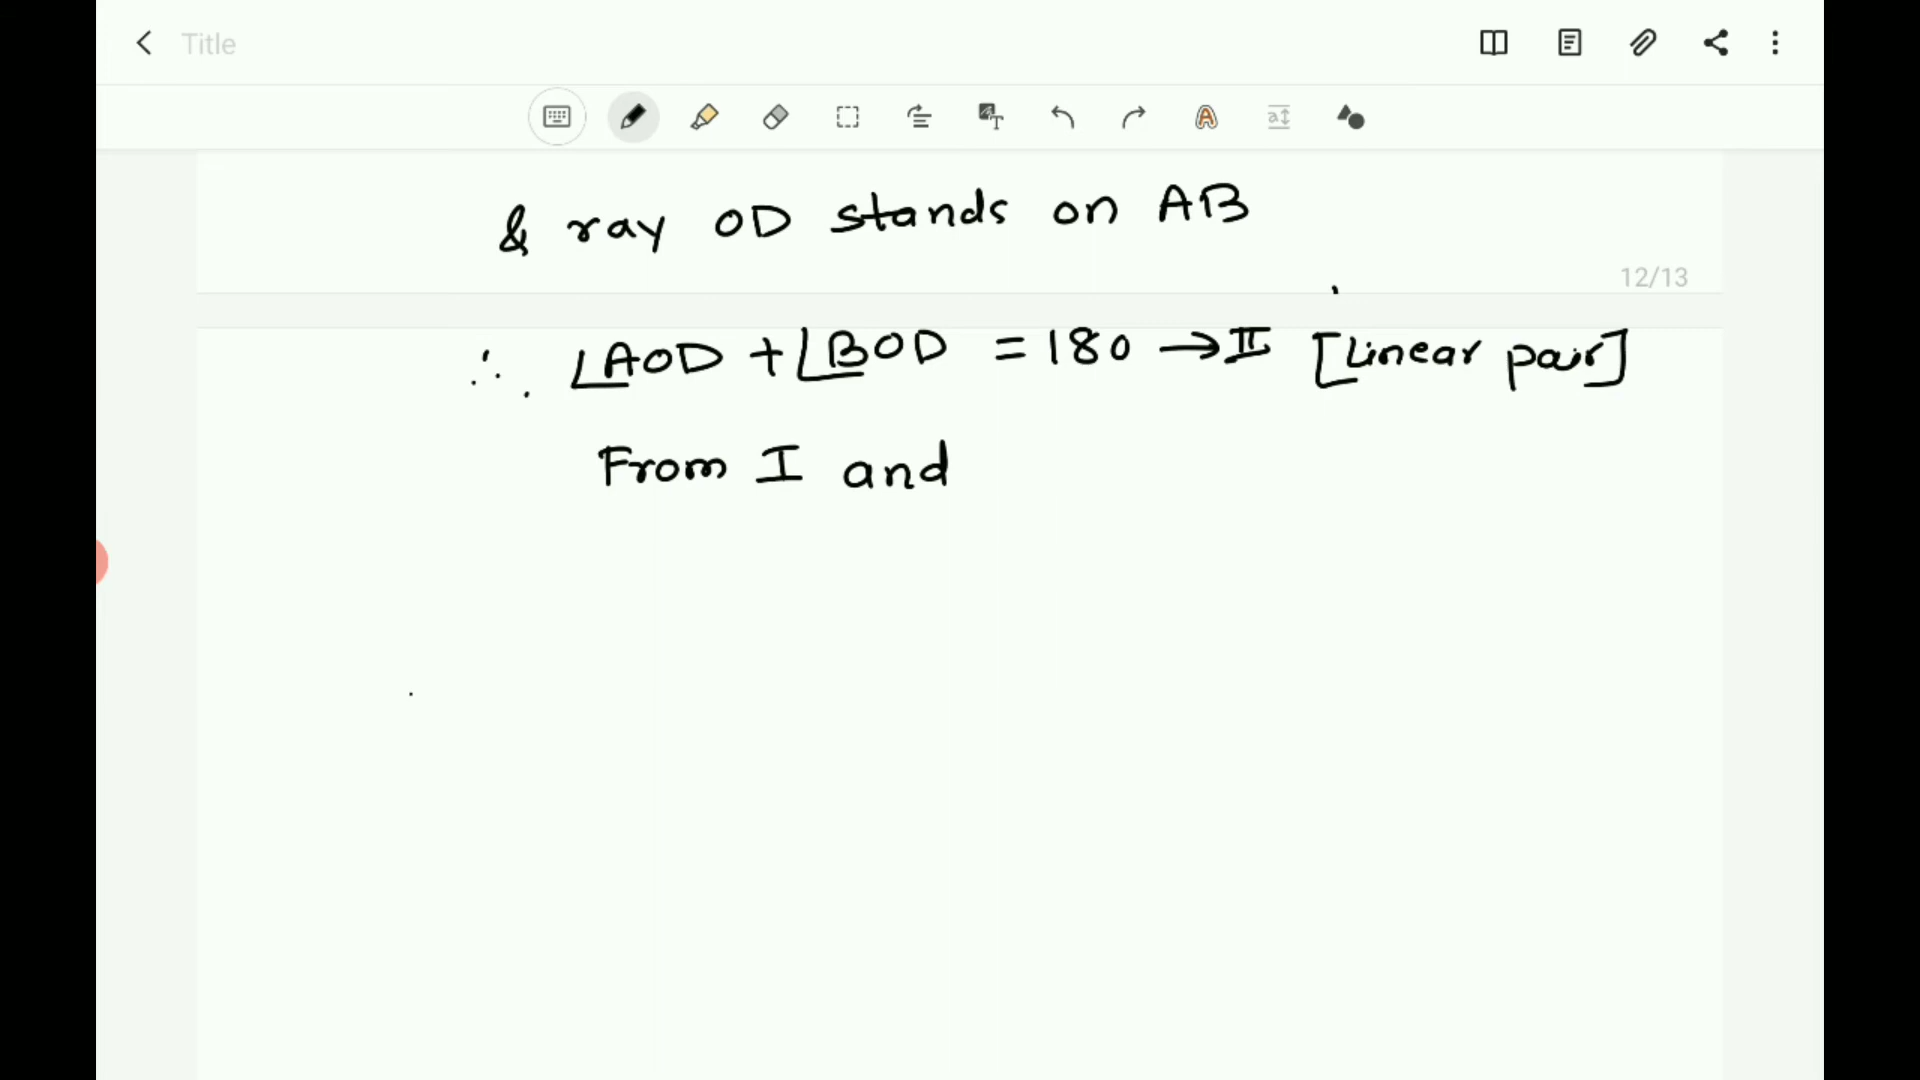 Title
& ray OD stands on AB
12/13
∴ ∠AOD + ∠BOD = 180 → II [Linear pair]
From I and